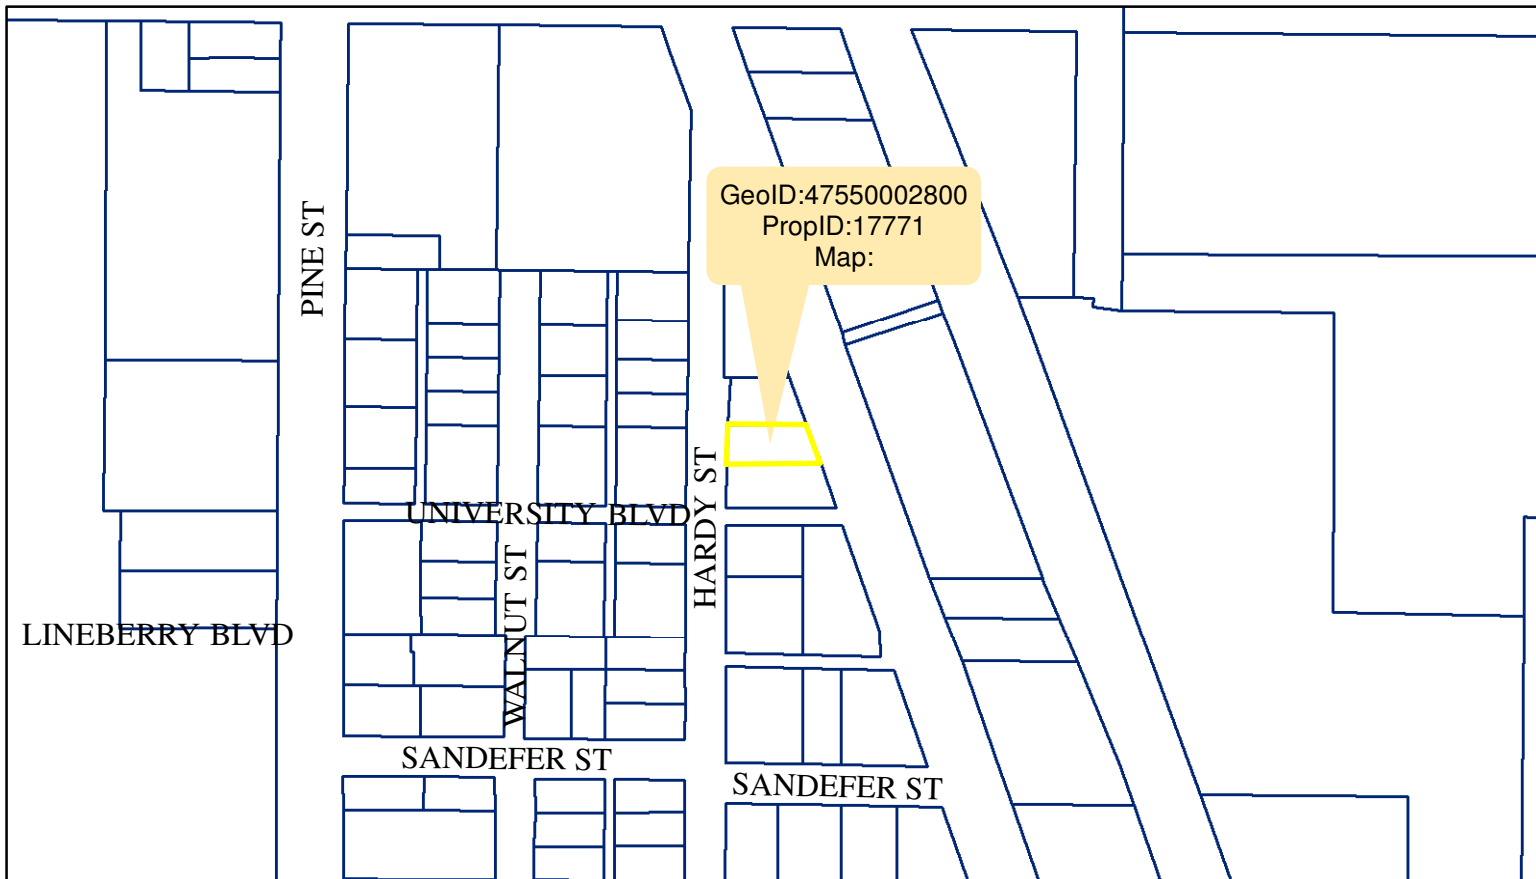 GeoID:47550002800
PropID:17771
Map:
PINE ST
HARDY ST
UNIVERSITY BLVD
WALNUT ST
LINEBERRY BLVD
SANDEFER ST
SANDEFER ST